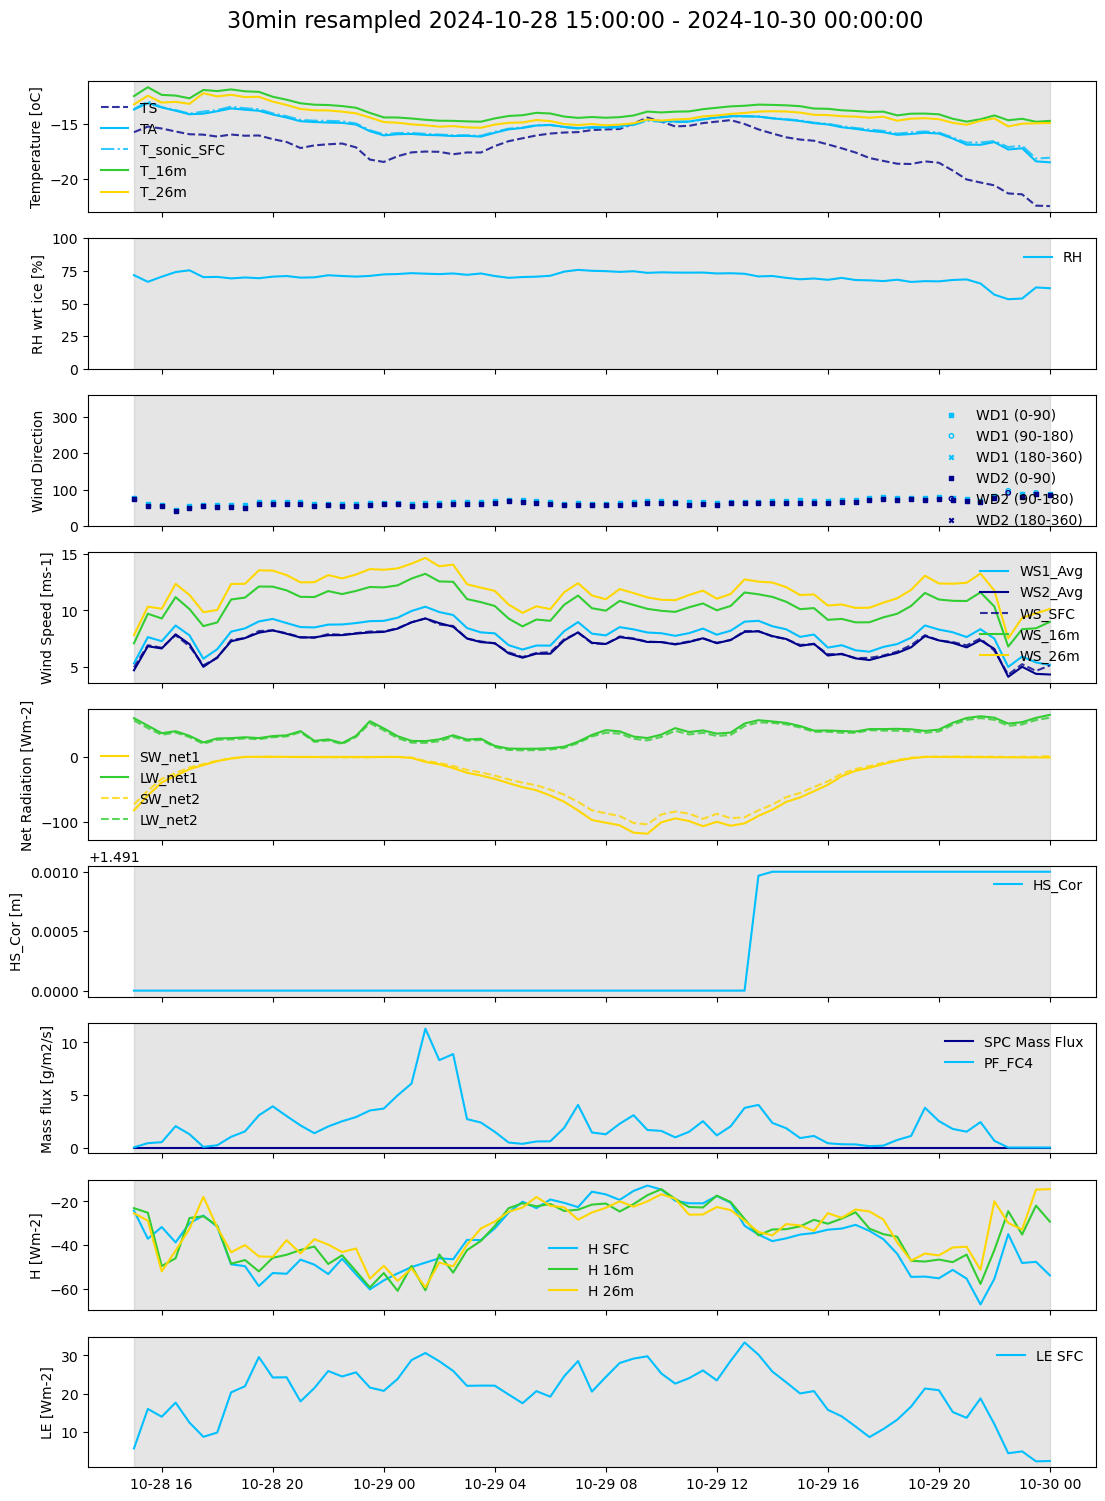 30min resampled 2024-10-28 15:00:00 - 2024-10-30 00:00:00
Temperature [oC]
−15
−20
TS
TA
T_sonic_SFC
T_16m
T_26m
RH wrt ice [%]
100
75
50
25
0
RH
Wind Direction
300
200
100
0
WD1 (0-90)
WD1 (90-180)
WD1 (180-360)
WD2 (0-90)
WD2 (90-180)
WD2 (180-360)
Wind Speed [ms-1]
15
10
5
WS1_Avg
WS2_Avg
WS_SFC
WS_16m
WS_26m
Net Radiation [Wm-2]
0
−100
SW_net1
LW_net1
SW_net2
LW_net2
+1.491
HS_Cor [m]
0.0010
0.0005
0.0000
HS_Cor
Mass flux [g/m2/s]
10
5
0
SPC Mass Flux
PF_FC4
H [Wm-2]
−20
−40
−60
H SFC
H 16m
H 26m
LE [Wm-2]
30
20
10
LE SFC
10-28 16
10-28 20
10-29 00
10-29 04
10-29 08
10-29 12
10-29 16
10-29 20
10-30 00